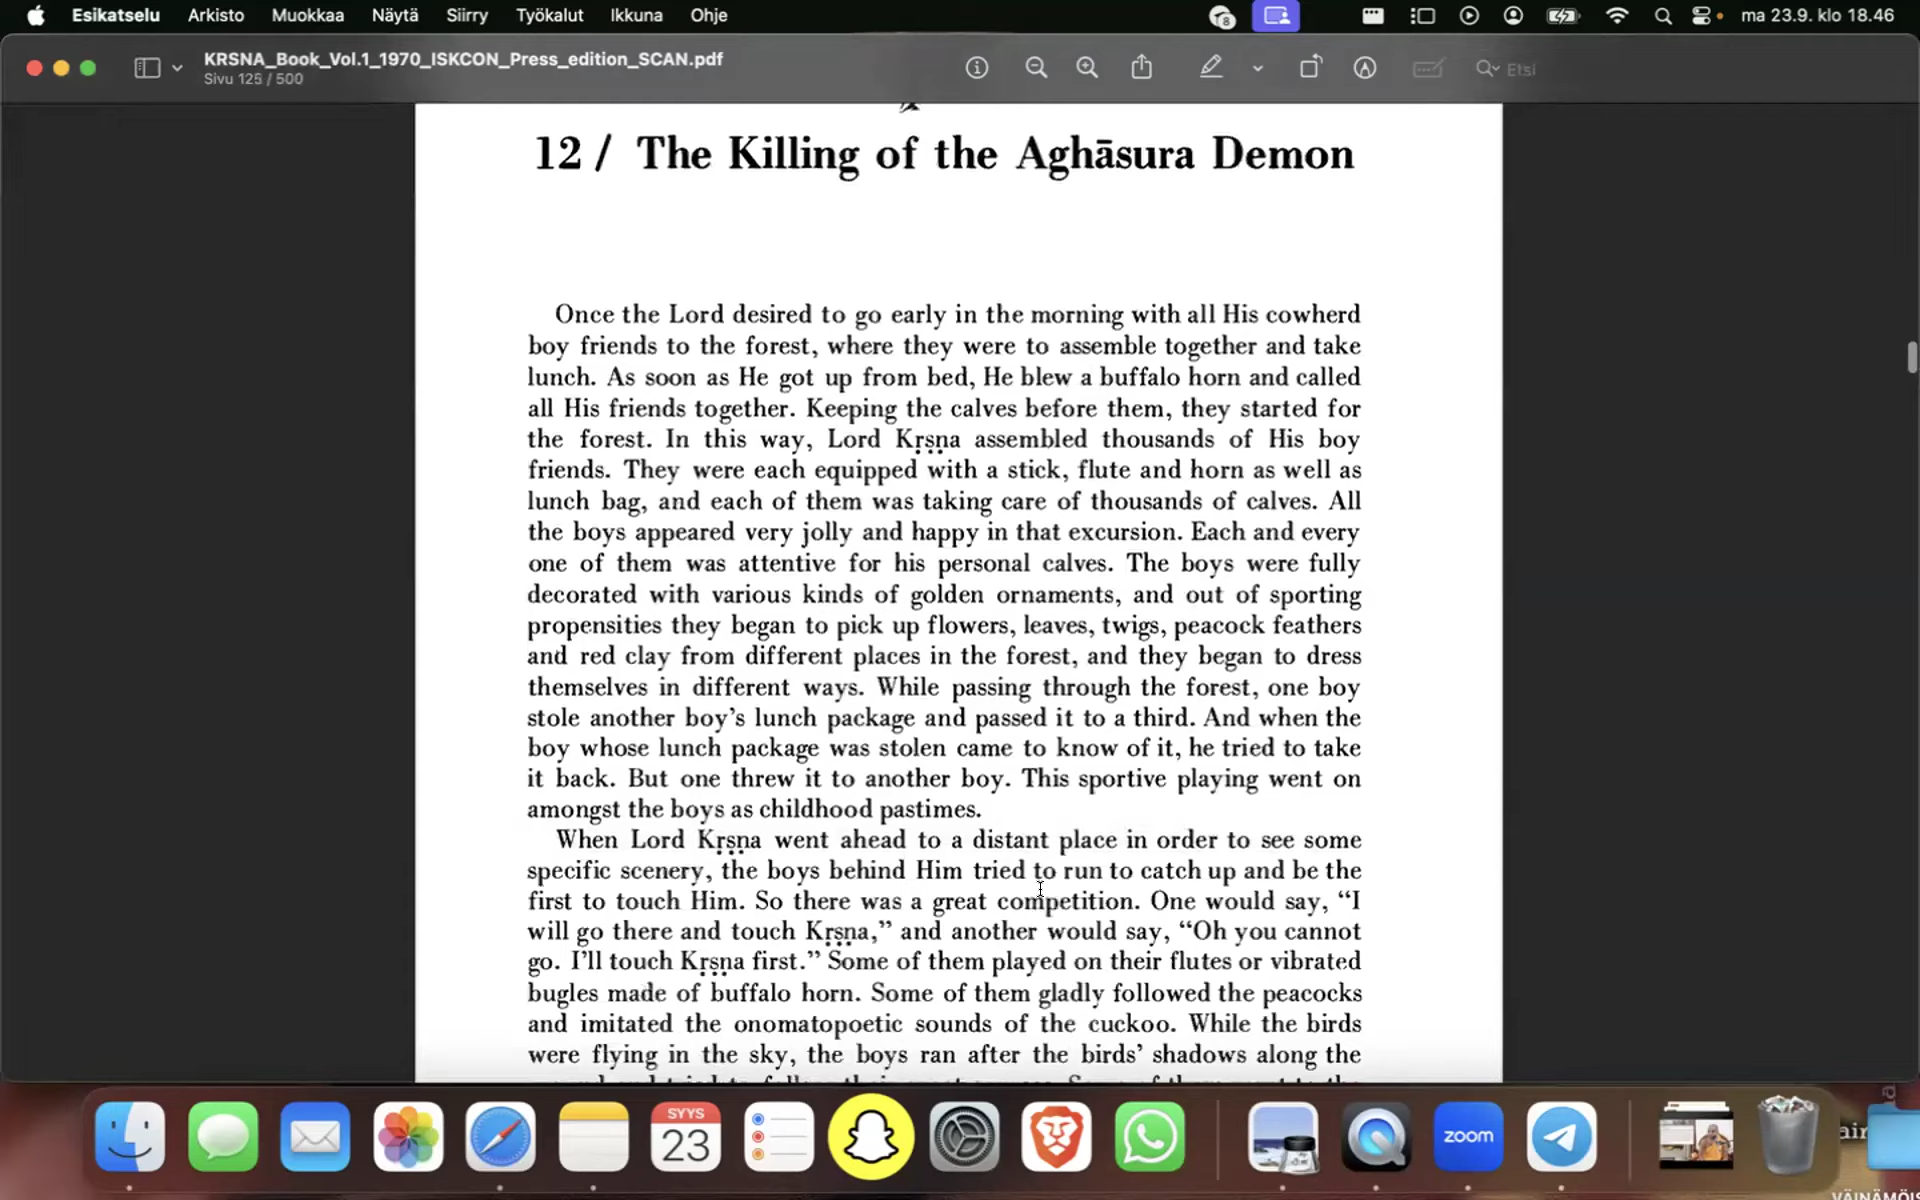 Esikatselu Arkisto Muokkaa Näytä Siirry Työkalut Ikkuna Ohje 8 ma 23.9. klo 18.46
KRSNA_Book_Vol.1_1970_ISKCON_Press_edition_SCAN.pdf
Sivu 125 / 500
Etsi
12 / The Killing of the Aghāsura Demon
Once the Lord desired to go early in the morning with all His cowherd
boy friends to the forest, where they were to assemble together and take
lunch. As soon as He got up from bed, He blew a buffalo horn and called
all His friends together. Keeping the calves before them, they started for
the forest. In this way, Lord Kṛṣṇa assembled thousands of His boy
friends. They were each equipped with a stick, flute and horn as well as
lunch bag, and each of them was taking care of thousands of calves. All
the boys appeared very jolly and happy in that excursion. Each and every
one of them was attentive for his personal calves. The boys were fully
decorated with various kinds of golden ornaments, and out of sporting
propensities they began to pick up flowers, leaves, twigs, peacock feathers
and red clay from different places in the forest, and they began to dress
themselves in different ways. While passing through the forest, one boy
stole another boy's lunch package and passed it to a third. And when the
boy whose lunch package was stolen came to know of it, he tried to take
it back. But one threw it to another boy. This sportive playing went on
amongst the boys as childhood pastimes.
When Lord Kṛṣṇa went ahead to a distant place in order to see some
specific scenery, the boys behind Him tried to run to catch up and be the
first to touch Him. So there was a great competition. One would say, “I
will go there and touch Kṛṣṇa,” and another would say, “Oh you cannot
go. I'll touch Kṛṣṇa first.” Some of them played on their flutes or vibrated
bugles made of buffalo horn. Some of them gladly followed the peacocks
and imitated the onomatopoetic sounds of the cuckoo. While the birds
were flying in the sky, the boys ran after the birds' shadows along the
SYYS
23
zoom